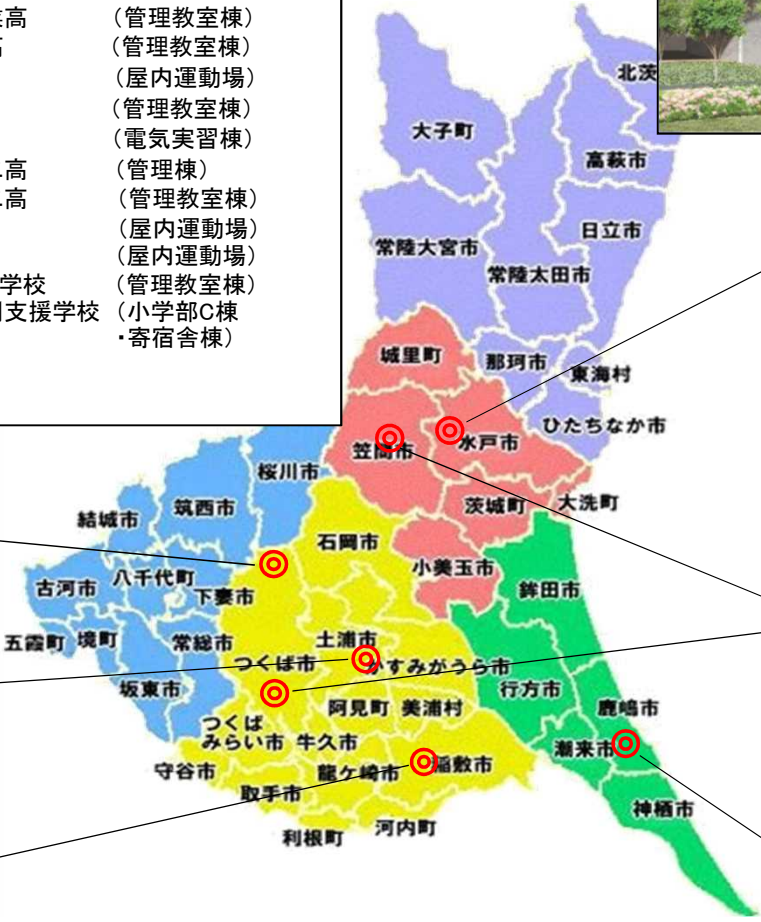 高 （管理教室棟）
（管理教室棟）
（屋内運動場）
（管理教室棟）
（電気実習棟）
高 （管理棟）
高 （管理教室棟）
（屋内運動場）
（屋内運動場）
学校 （管理教室棟）
支援学校 （小学部C棟
・寄宿舎棟）
北茨
大子町
高萩市
日立市
常陸大宮市
常陸太田市
城里町
那珂市
東海村
ひたちなか市
笠間市
水戸市
桜川市
筑西市
茨城町
大洗町
結城市
石岡市
小美玉市
古河市
八千代町
下妻市
鉾田市
五霞町
境町
常総市
土浦市
つくば市
かすみがうら市
坂東市
行方市
阿見町
美浦村
鹿嶋市
つくば
みらい市
牛久市
潮来市
守谷市
龍ケ崎市
稲敷市
取手市
神栖市
利根町
河内町